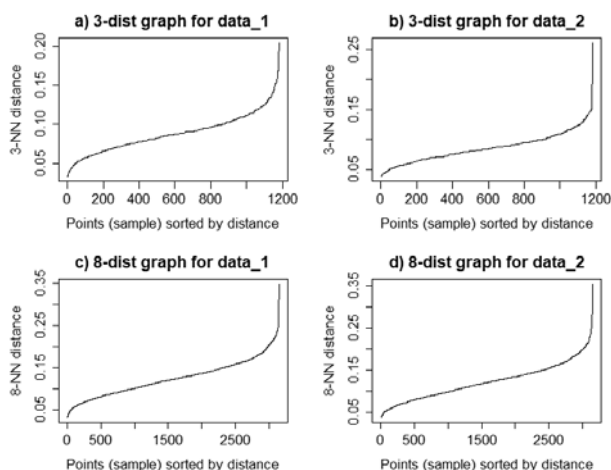 a) 3-dist graph for data_1
3-NN distance
0.05 0.10 0.15 0.20
0 200 400 600 800 1200
Points (sample) sorted by distance
b) 3-dist graph for data_2
3-NN distance
0.05 0.15 0.25
0 200 400 600 800 1200
Points (sample) sorted by distance
c) 8-dist graph for data_1
8-NN distance
0.05 0.15 0.25 0.35
0 500 1500 2500
Points (sample) sorted by distance
d) 8-dist graph for data_2
8-NN distance
0.05 0.15 0.25 0.35
0 500 1500 2500
Points (sample) sorted by distance